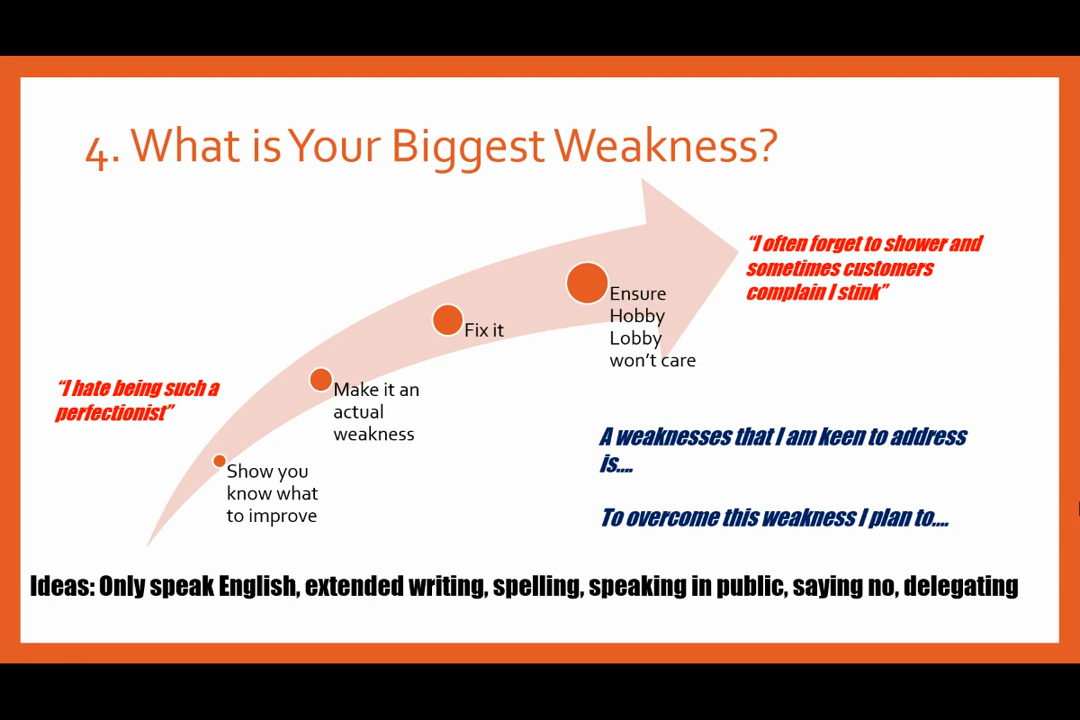 4. What is Your Biggest Weakness?
“I often forget to shower and
sometimes customers
complain I stink”
Ensure
Hobby
Lobby
won’t care
Fix it
“I hate being such a
perfectionist”
Make it an
actual
weakness
Show you
know what
to improve
A weaknesses that I am keen to address
is....
To overcome this weakness I plan to....
Ideas: Only speak English, extended writing, spelling, speaking in public, saying no, delegating